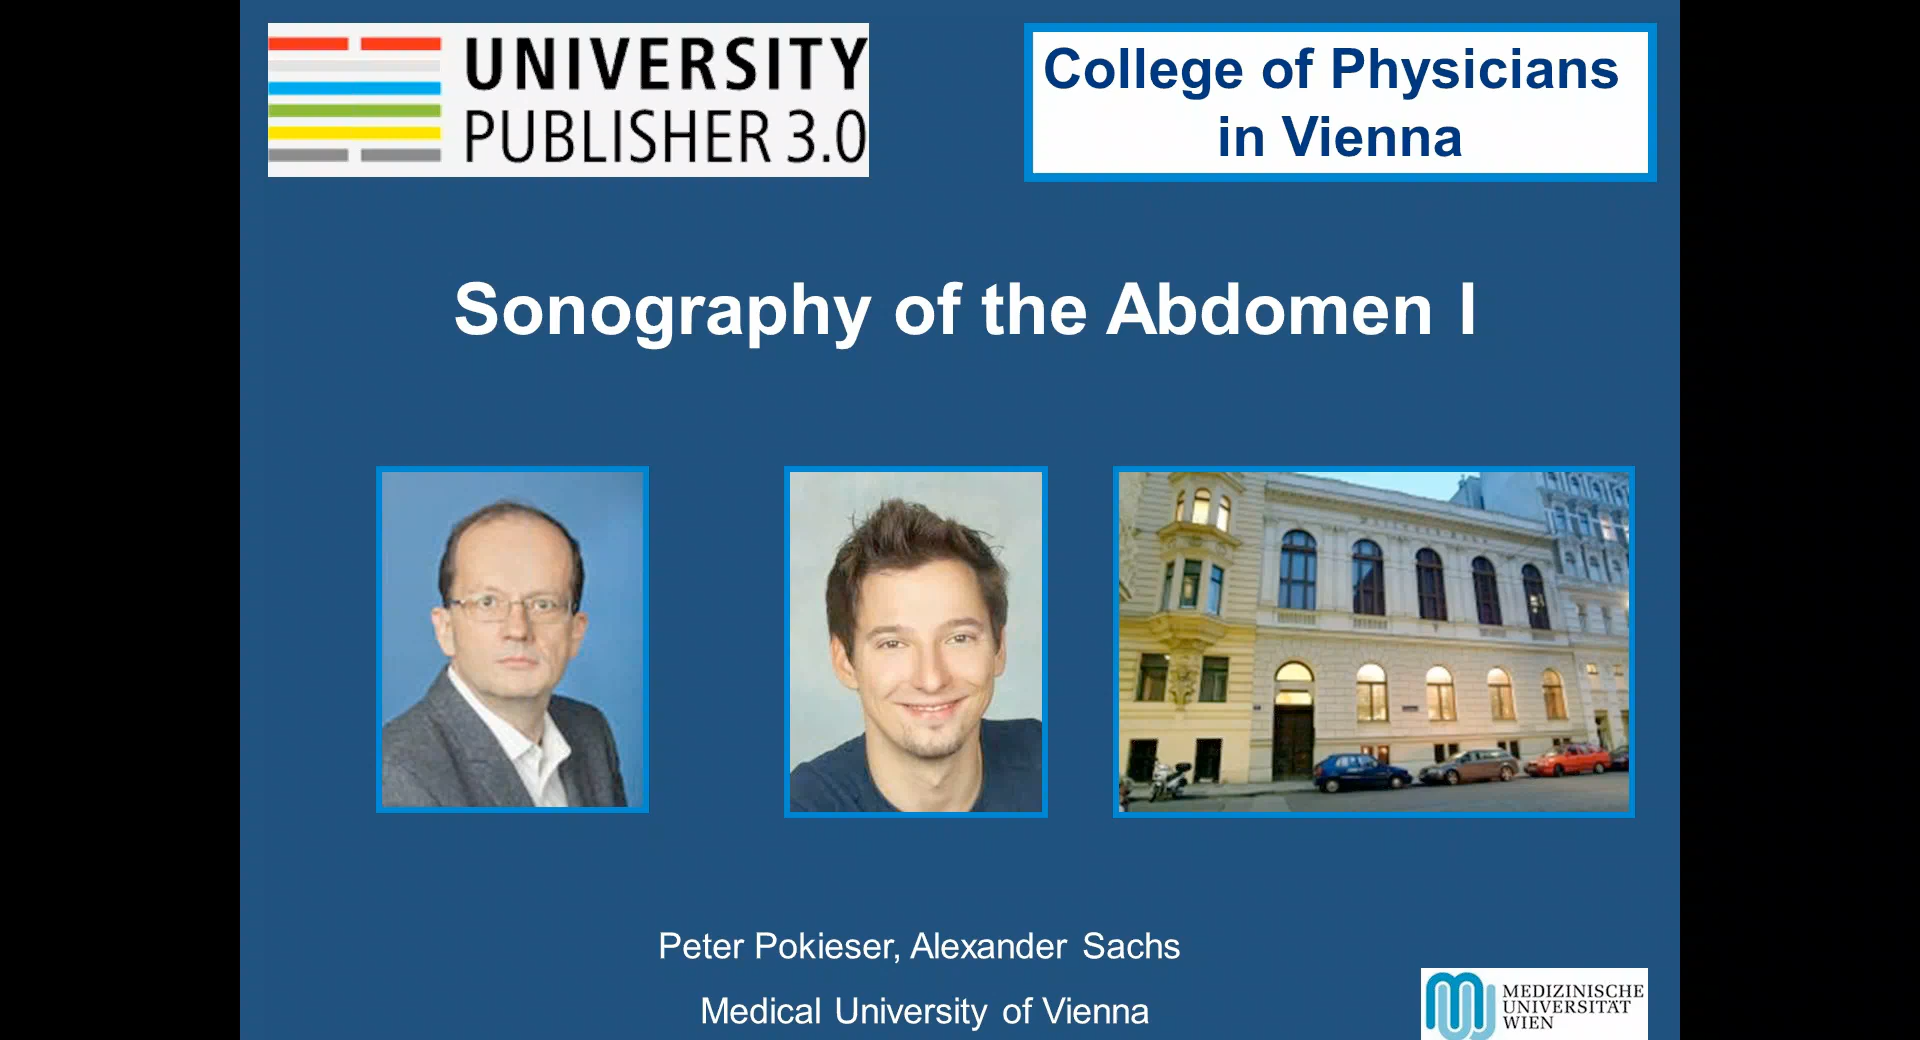 UNIVERSITY
PUBLISHER 3.0
College of Physicians
in Vienna
Sonography of the Abdomen I
Peter Pokieser, Alexander Sachs
Medical University of Vienna
MEDIZINISCHE
UNIVERSITÄT
WIEN